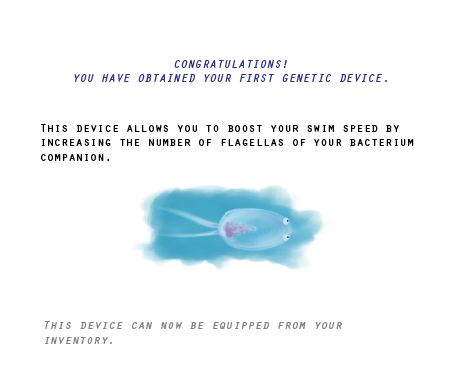 CONGRATULATIONS!
YOU HAVE OBTAINED YOUR FIRST GENETIC DEVICE.
THIS DEVICE ALLOWS YOU TO BOOST YOUR SWIM SPEED BY
INCREASING THE NUMBER OF FLAGELLAS OF YOUR BACTERIUM
COMPANION.
THIS DEVICE CAN NOW BE EQUIPPED FROM YOUR
INVENTORY.